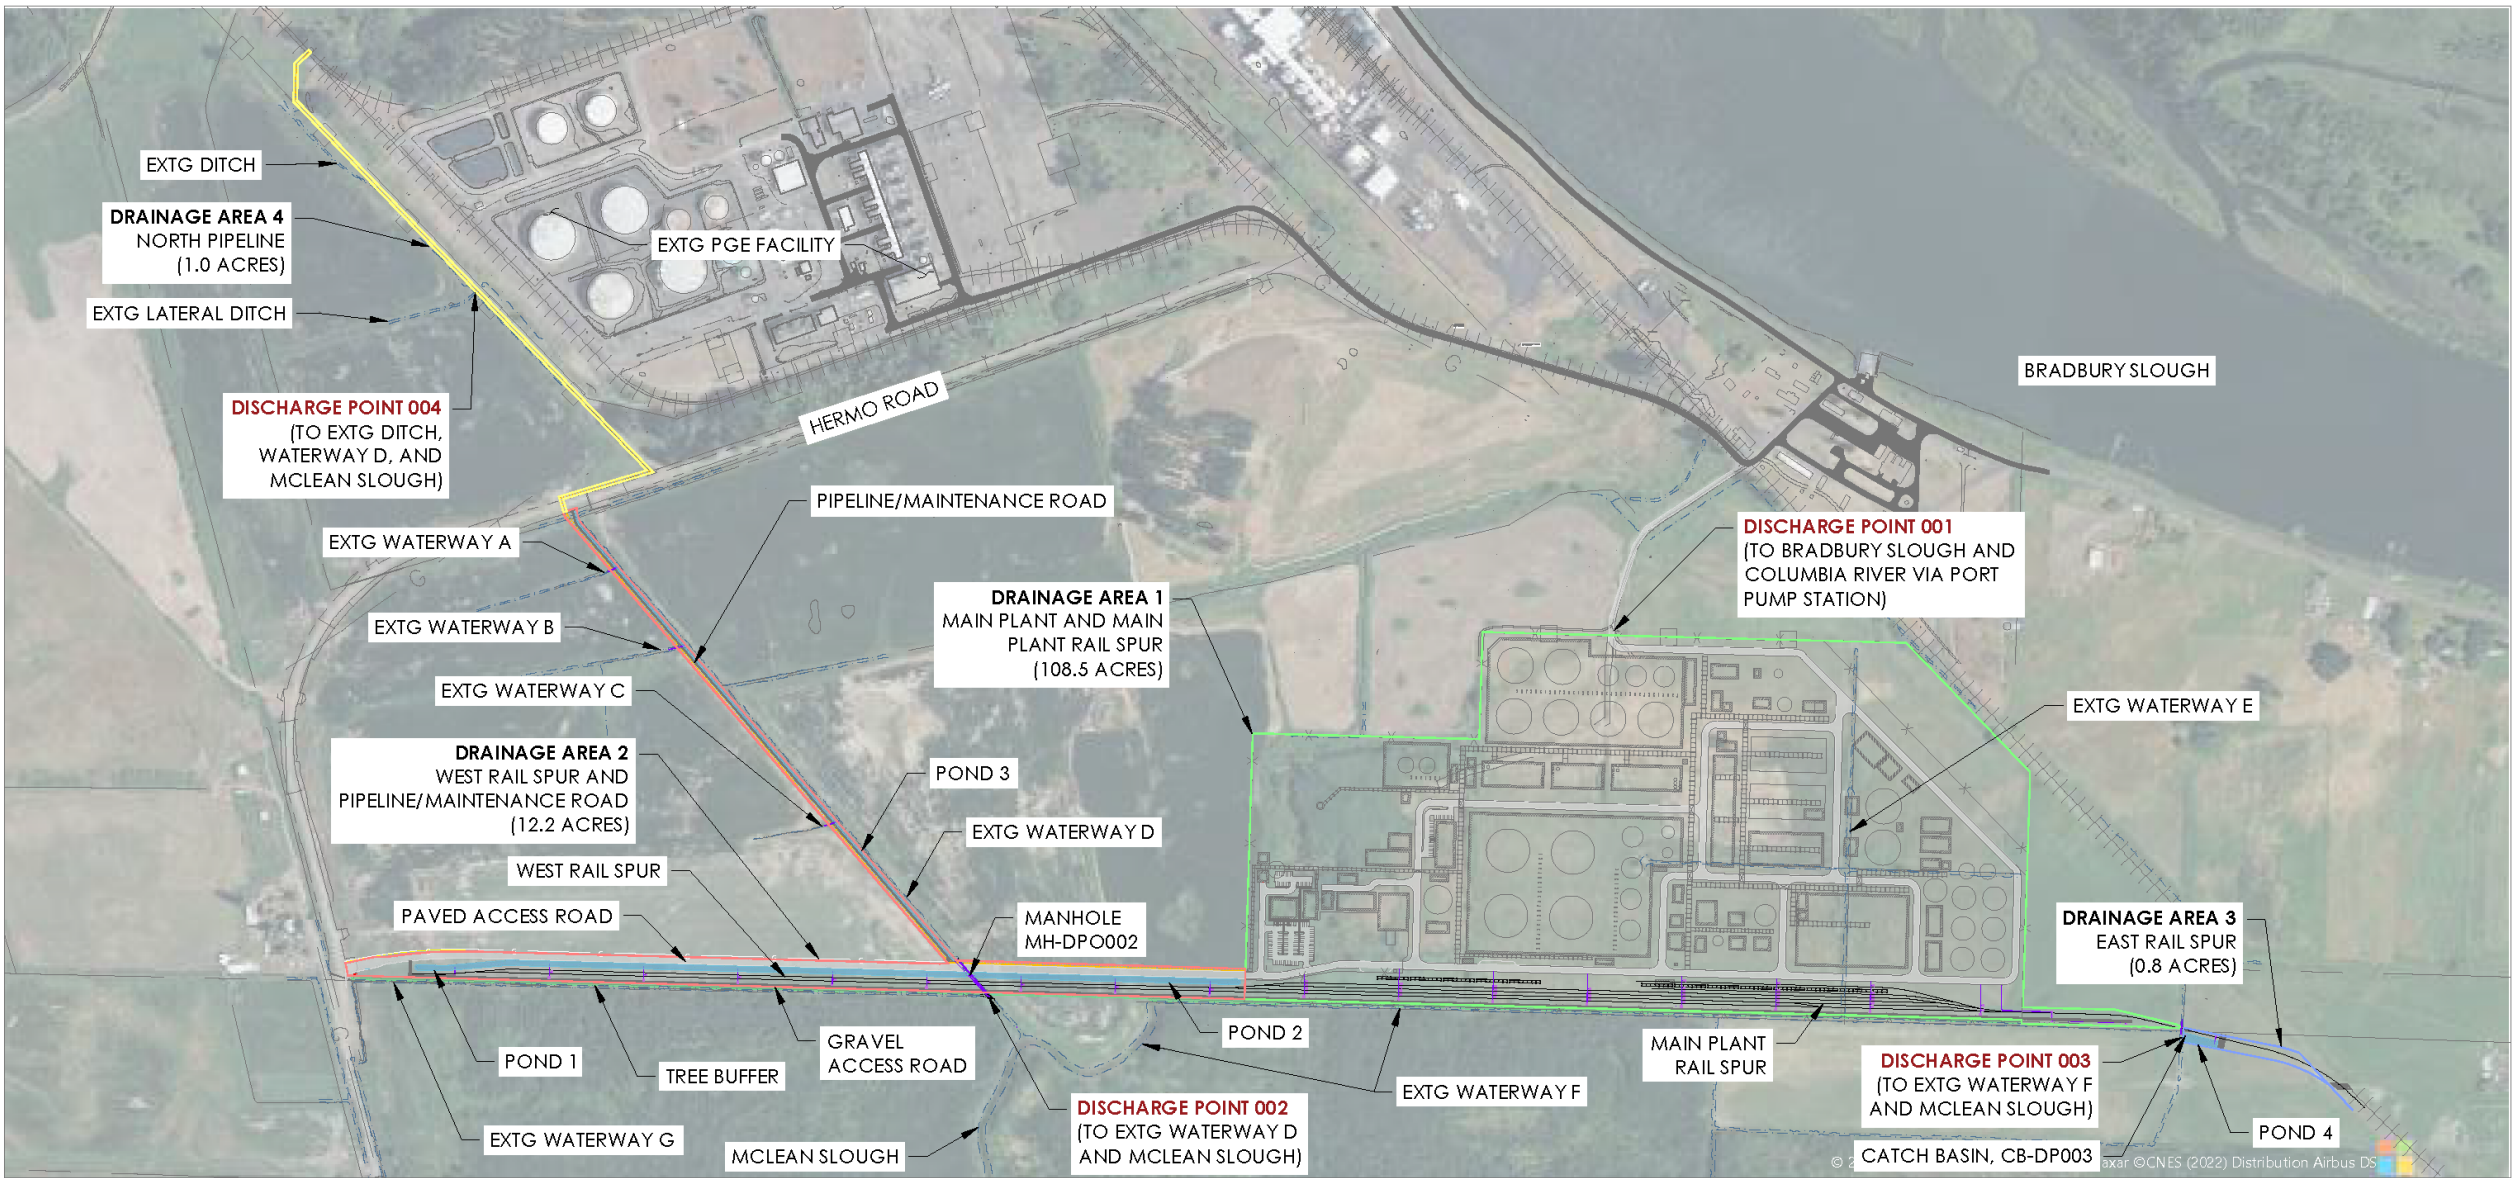 EXTG DITCH
DRAINAGE AREA 4
NORTH PIPELINE
(1.0 ACRES)
EXTG LATERAL DITCH
EXTG PGE FACILITY
DISCHARGE POINT 004
(TO EXTG DITCH,
WATERWAY D, AND
MCLEAN SLOUGH)
HERMO ROAD
BRADBURY SLOUGH
PIPELINE/MAINTENANCE ROAD
EXTG WATERWAY A
DISCHARGE POINT 001
(TO BRADBURY SLOUGH AND
COLUMBIA RIVER VIA PORT
PUMP STATION)
EXTG WATERWAY B
DRAINAGE AREA 1
MAIN PLANT AND MAIN
PLANT RAIL SPUR
(108.5 ACRES)
EXTG WATERWAY C
EXTG WATERWAY E
DRAINAGE AREA 2
WEST RAIL SPUR AND
PIPELINE/MAINTENANCE ROAD
(12.2 ACRES)
POND 3
EXTG WATERWAY D
WEST RAIL SPUR
PAVED ACCESS ROAD
MANHOLE
MH-DPO002
DRAINAGE AREA 3
EAST RAIL SPUR
(0.8 ACRES)
POND 1
TREE BUFFER
GRAVEL
ACCESS ROAD
POND 2
MAIN PLANT
RAIL SPUR
DISCHARGE POINT 003
(TO EXTG WATERWAY F
AND MCLEAN SLOUGH)
EXTG WATERWAY F
EXTG WATERWAY G
MCLEAN SLOUGH
DISCHARGE POINT 002
(TO EXTG WATERWAY D
AND MCLEAN SLOUGH)
POND 4
CATCH BASIN, CB-DP003
©CNES (2022) Distribution Airbus DS